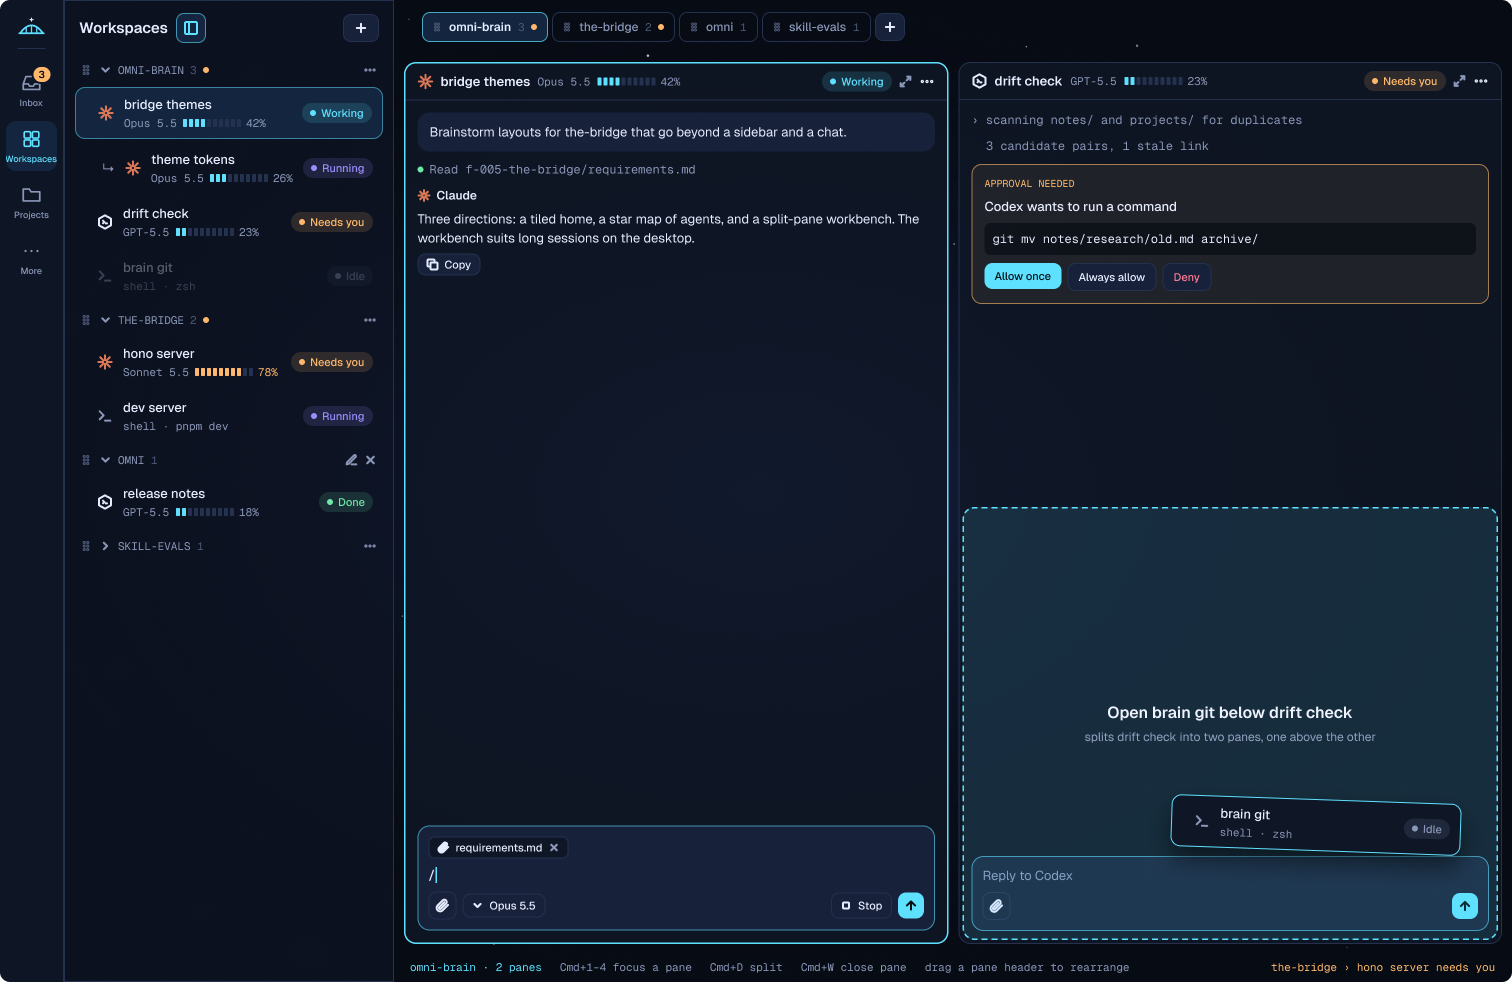 3
Inbox
Workspaces
Projects
More
Workspaces
OMNI-BRAIN 3
bridge themes
Opus 5.5 42%
Working
theme tokens
Opus 5.5 26%
Running
drift check
GPT-5.5 23%
Needs you
brain git
shell · zsh
Idle
THE-BRIDGE 2
hono server
Sonnet 5.5 78%
Needs you
dev server
shell · pnpm dev
Running
OMNI 1
release notes
GPT-5.5 18%
Done
SKILL-EVALS 1
omni-brain 3
the-bridge 2
omni 1
skill-evals 1
bridge themes Opus 5.5 42%
Working
Brainstorm layouts for the-bridge that go beyond a sidebar and a chat.
Read f-005-the-bridge/requirements.md
Claude
Three directions: a tiled home, a star map of agents, and a split-pane workbench. The
workbench suits long sessions on the desktop.
Copy
requirements.md
/
Opus 5.5
Stop
drift check GPT-5.5 23%
Needs you
› scanning notes/ and projects/ for duplicates
3 candidate pairs, 1 stale link
APPROVAL NEEDED
Codex wants to run a command
git mv notes/research/old.md archive/
Allow once
Always allow
Deny
Open brain git below drift check
splits drift check into two panes, one above the other
brain git
shell · zsh
Idle
Reply to Codex
omni-brain · 2 panes Cmd+1-4 focus a pane Cmd+D split Cmd+W close pane drag a pane header to rearrange
the-bridge › hono server needs you